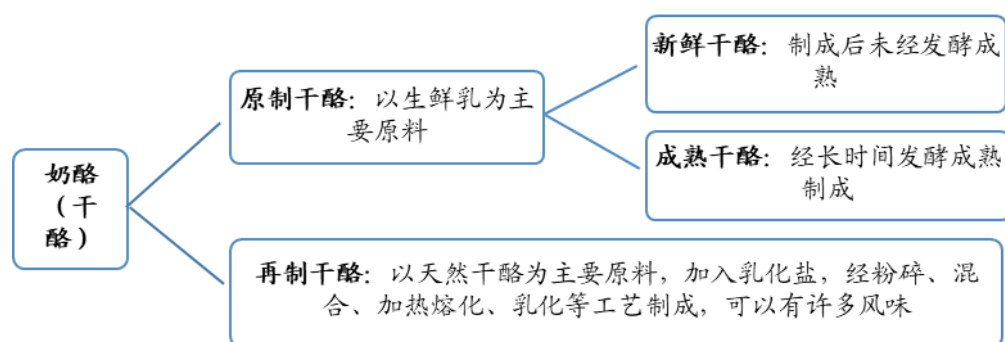 新鲜干酪：制成后未经发酵成
熟
原制干酪：以生鲜乳为主
要原料
成熟干酪：经长时间发酵成熟
制成
奶酪
（干
酪）
再制干酪：以天然干酪为主要原料，加入乳化盐，经粉碎、混
合、加热熔化、乳化等工艺制成，可以有许多风味